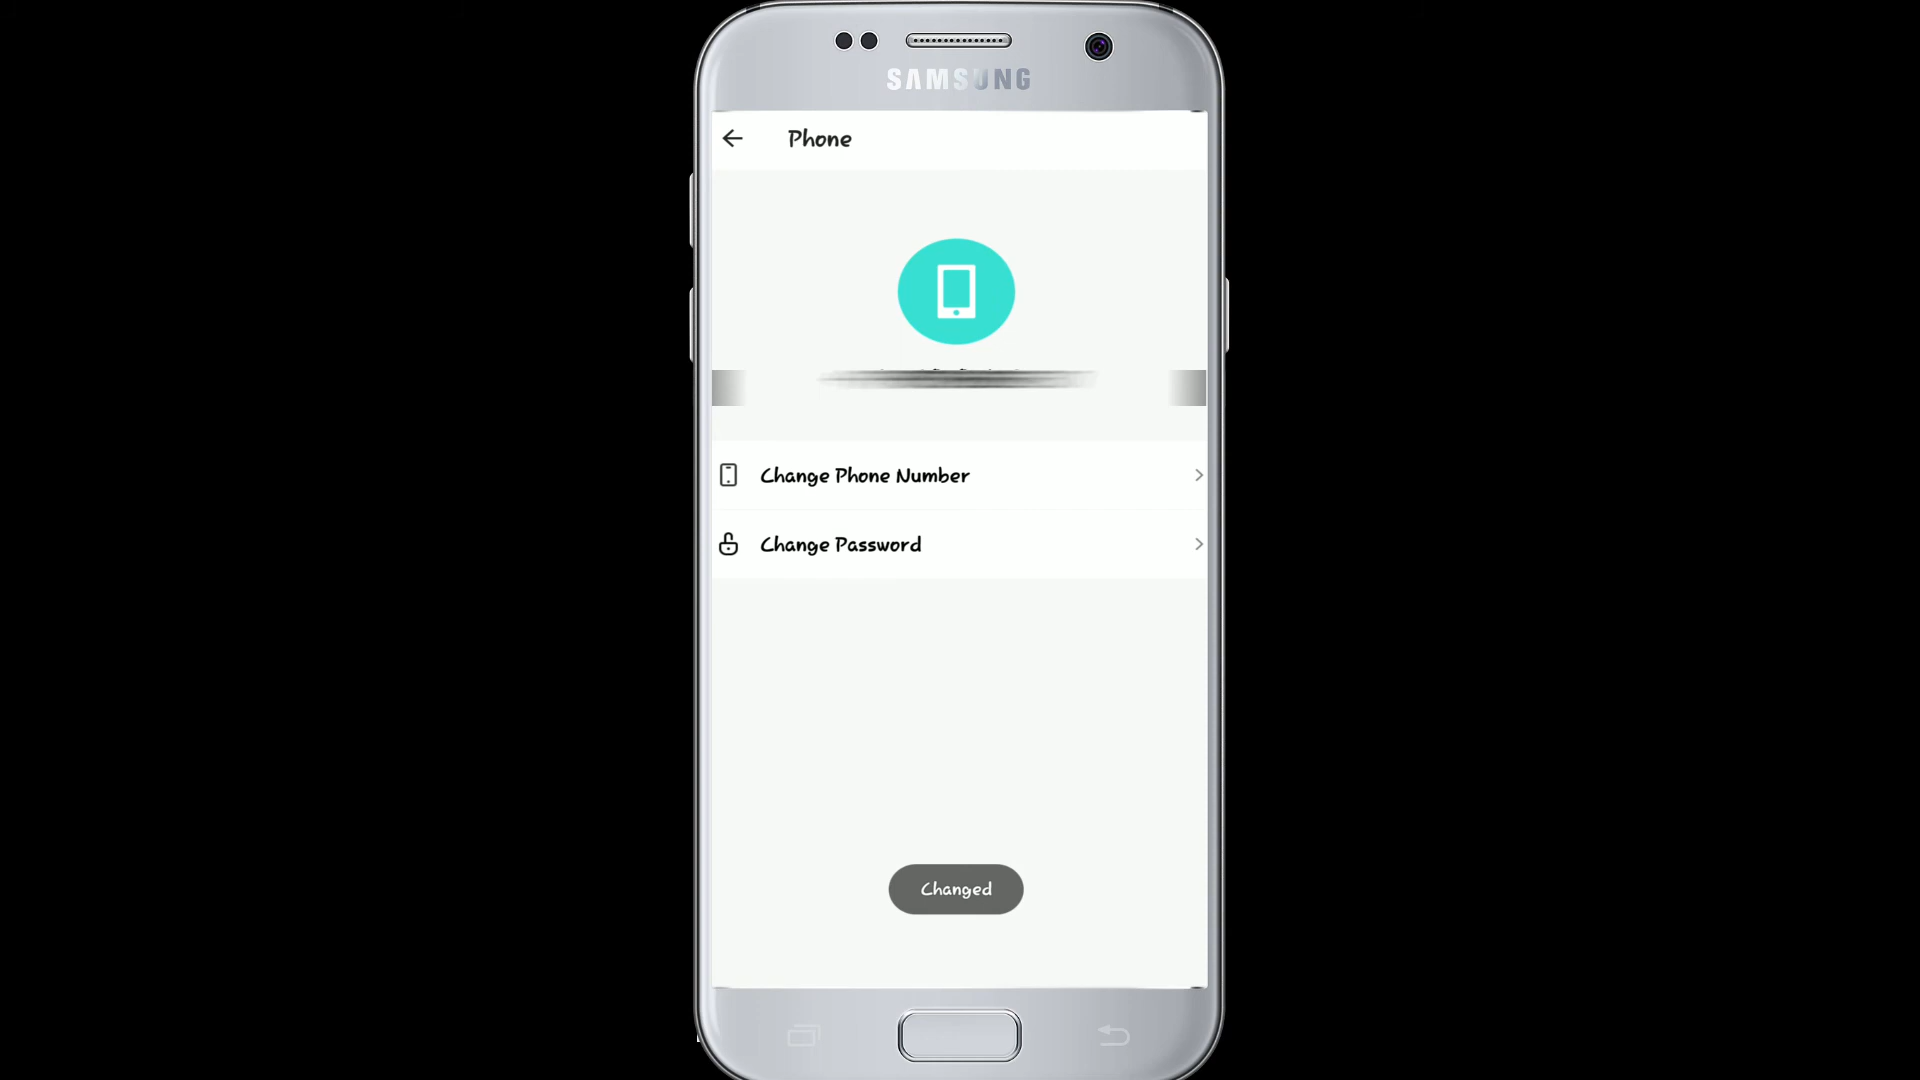 SAMSUNG
Phone
Change Phone Number
Change Password
Changed